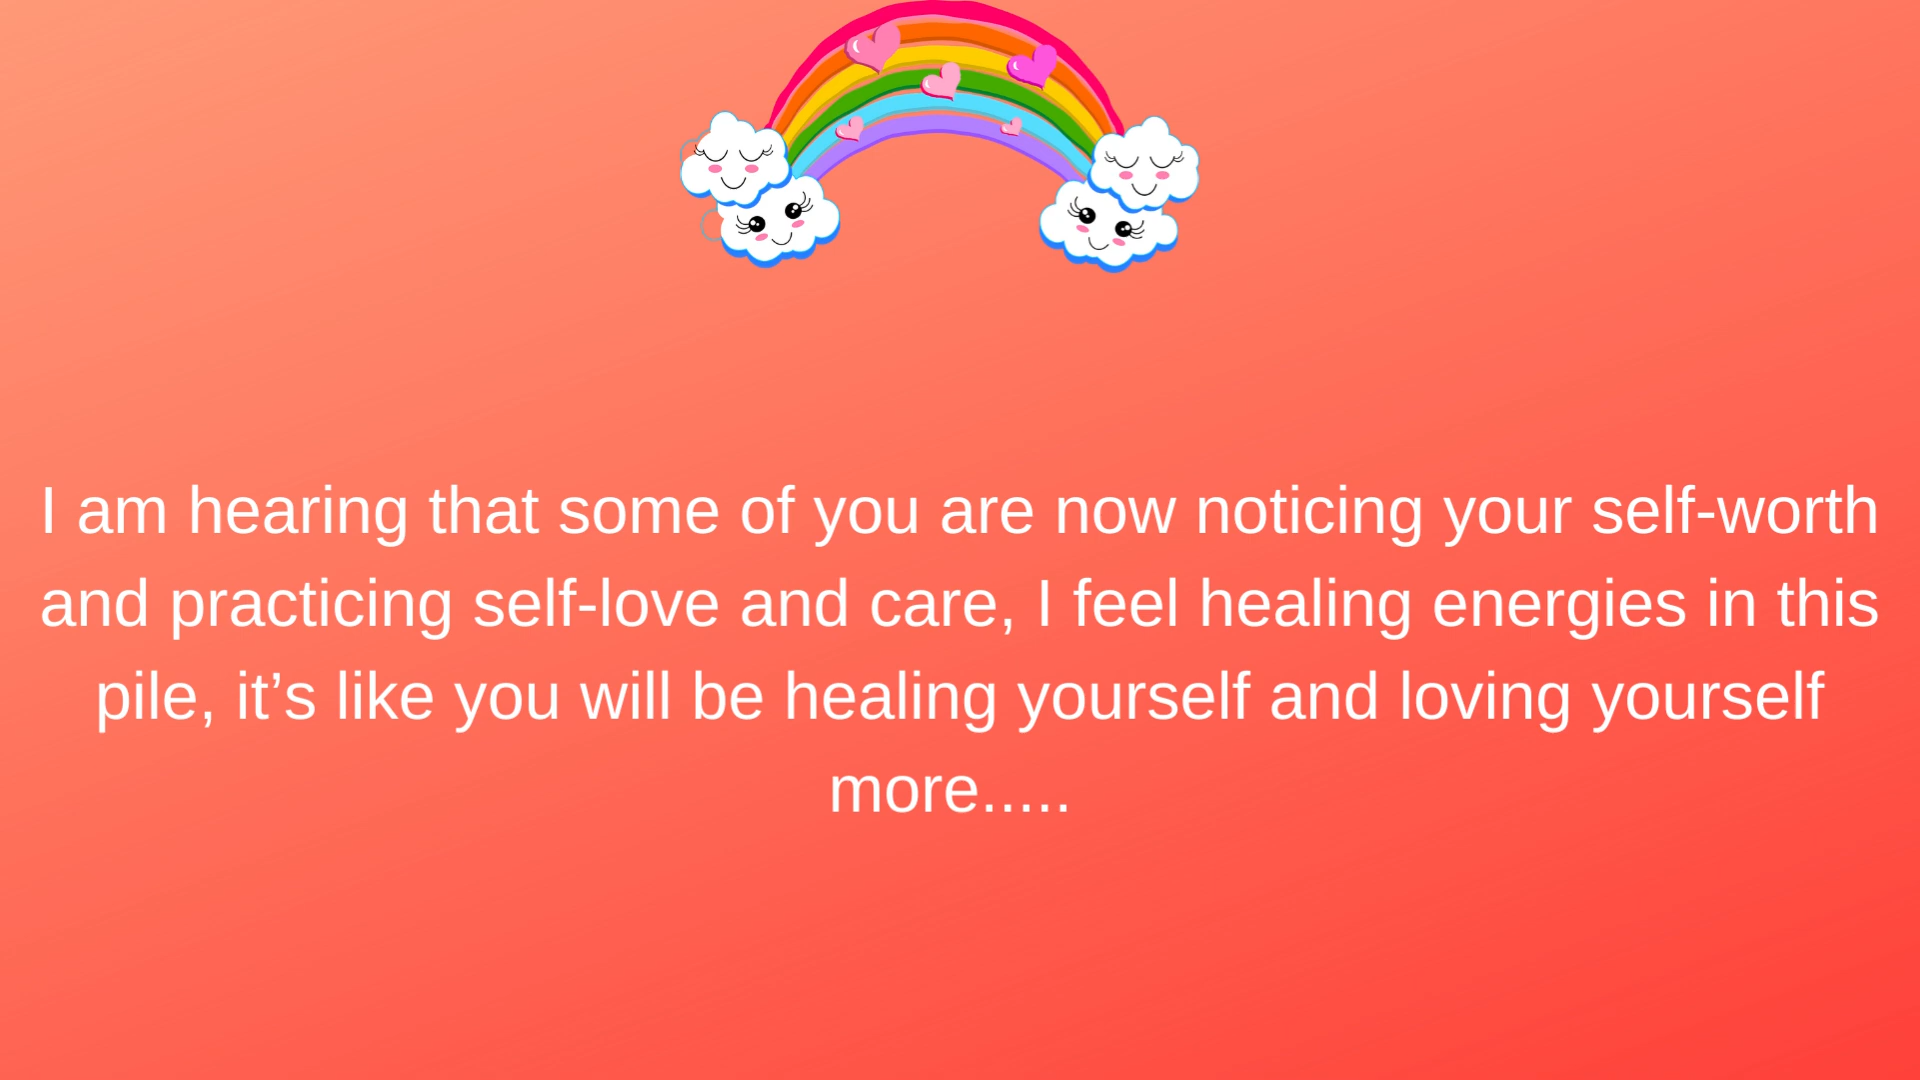 I am hearing that some of you are now noticing your self-worth
and practicing self-love and care, I feel healing energies in this
pile, it’s like you will be healing yourself and loving yourself
more.....